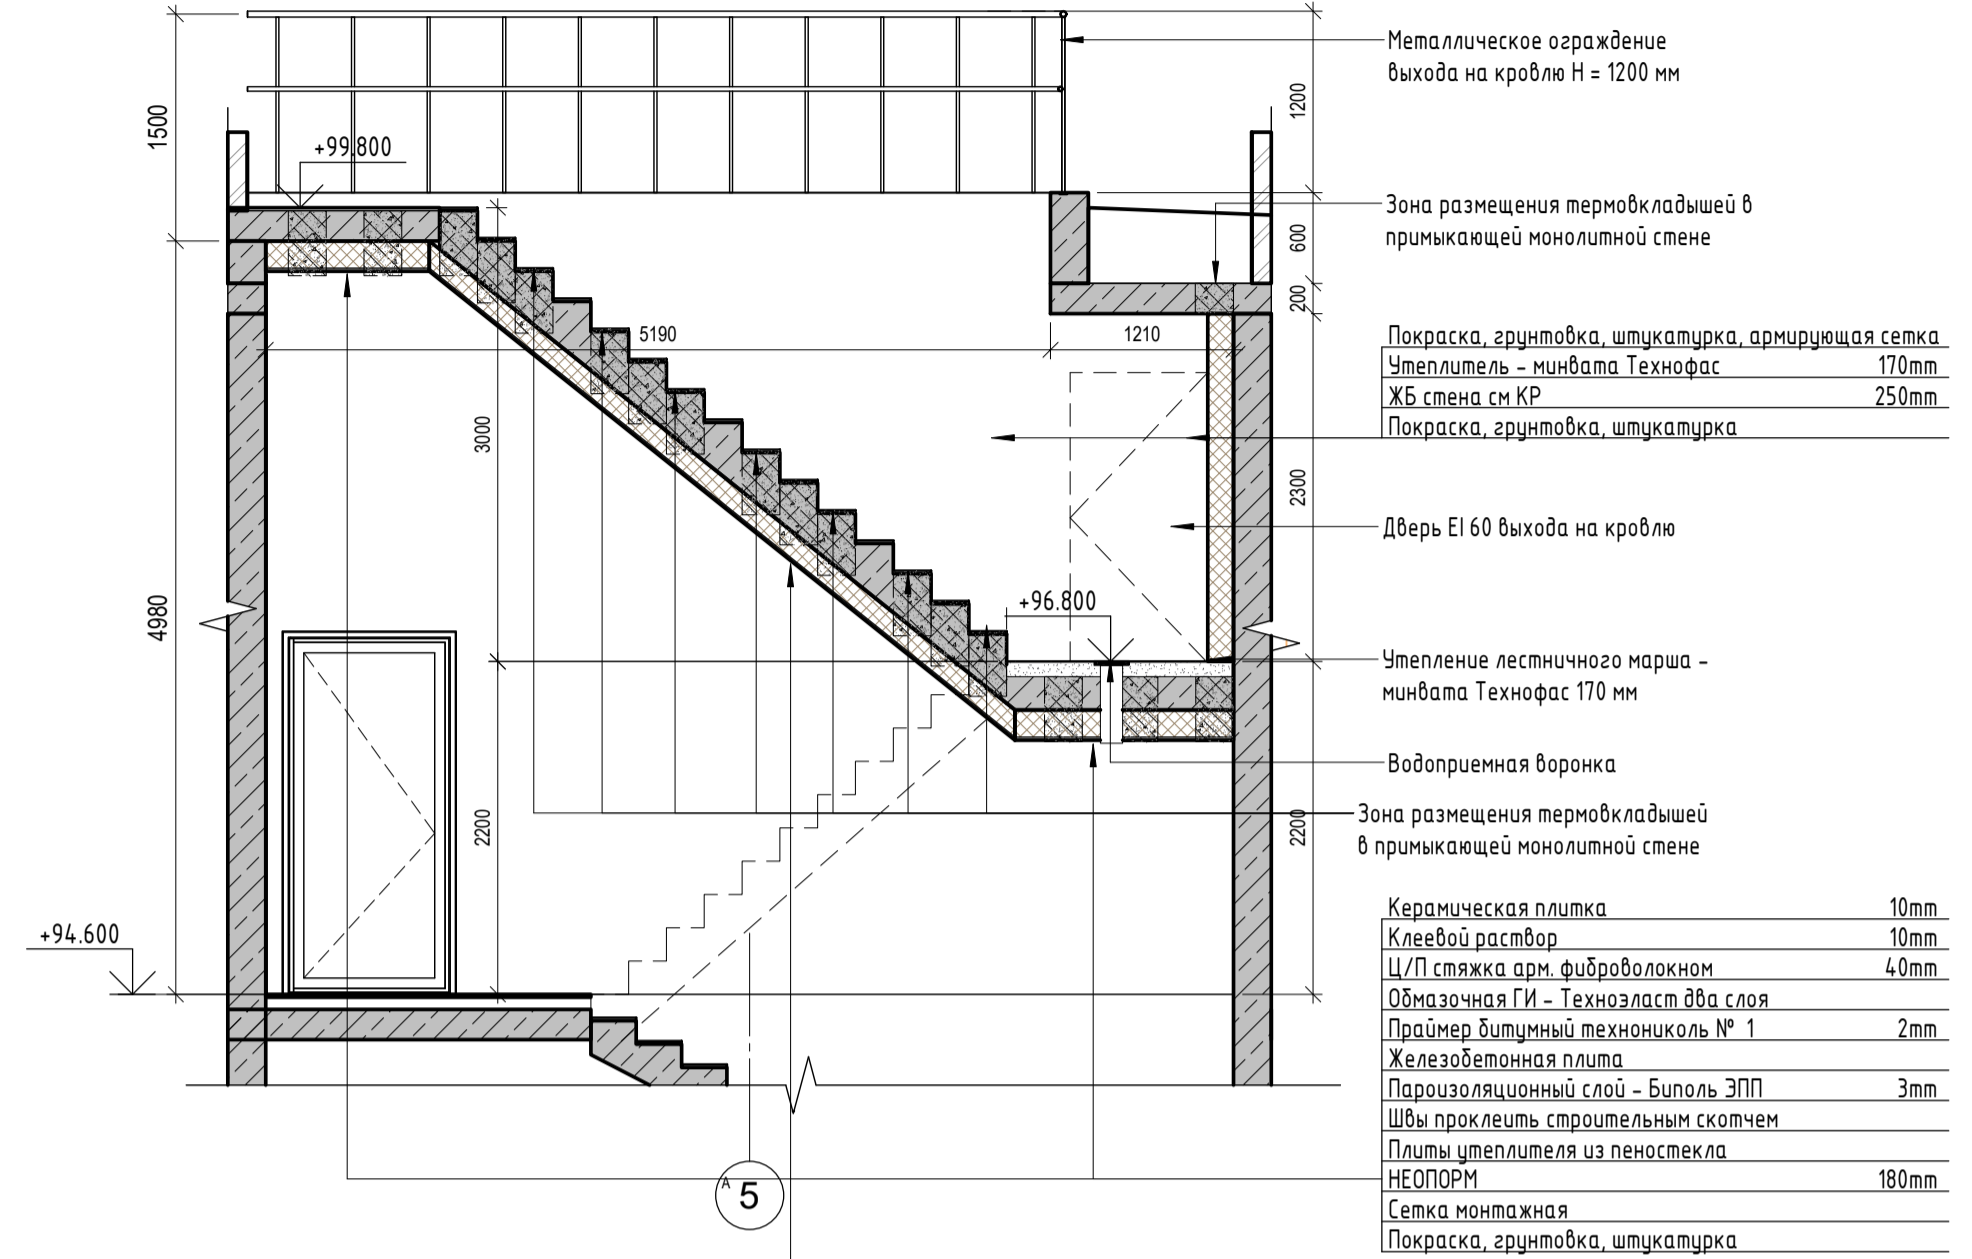 Металлическое ограждение
выхода на кровлю H = 1200 мм
1500
1200
+99.800
Зона размещения термовкладышей в
примыкающей монолитной стене
600
200
5190
1210
Покраска, грунтовка, штукатурка, армирующая сетка
Утеплитель - минвата Технофас 170mm
ЖБ стена см КР 250mm
Покраска, грунтовка, штукатурка
3000
2300
Дверь EI 60 выхода на кровлю
4980
+96.800
Утепление лестничного марша -
минвата Технофас 170 мм
Водоприемная воронка
2200
2200
Зона размещения термовкладышей
в примыкающей монолитной стене
+94.600
Керамическая плитка 10mm
Клеевой раствор 10mm
Ц/П стяжка арм. фиброволокном 40mm
Обмазочная ГИ - Техноэласт два слоя
Праймер битумный технониколь № 1 2mm
Железобетонная плита
Пароизоляционный слой - Биполь ЭПП 3mm
Швы проклеить строительным скотчем
Плиты утеплителя из пеностекла
НЕОПОРМ 180mm
Сетка монтажная
Покраска, грунтовка, штукатурка
А
5